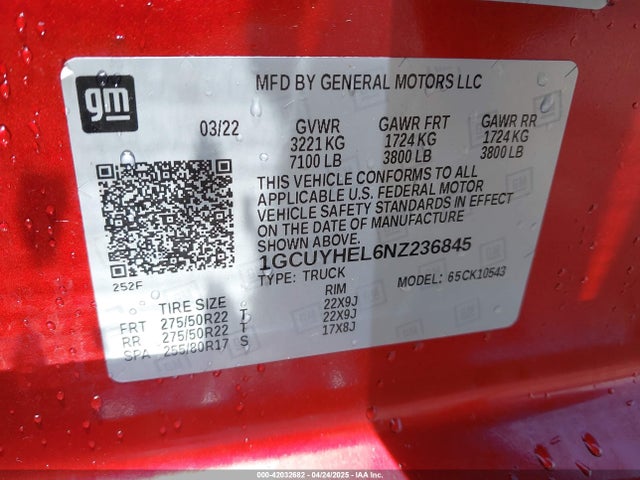 gm
MFD BY GENERAL MOTORS LLC
03/22 GVWR GAWR FRT GAWR RR
3221 KG 1724 KG 1724 KG
7100 LB 3800 LB 3800 LB
THIS VEHICLE CONFORMS TO ALL
APPLICABLE U.S. FEDERAL MOTOR
VEHICLE SAFETY STANDARDS IN EFFECT
ON THE DATE OF MANUFACTURE
SHOWN ABOVE.
1GCUYHEL6NZ236845
252F TYPE: TRUCK MODEL: 65CK10543
TIRE SIZE RIM
FRT 275/50R22 T 22X9J
RR 275/50R22 T 22X9J
SPA 255/80R17 S 17X8J
000-42032682 - 04/24/2025 - IAA Inc.